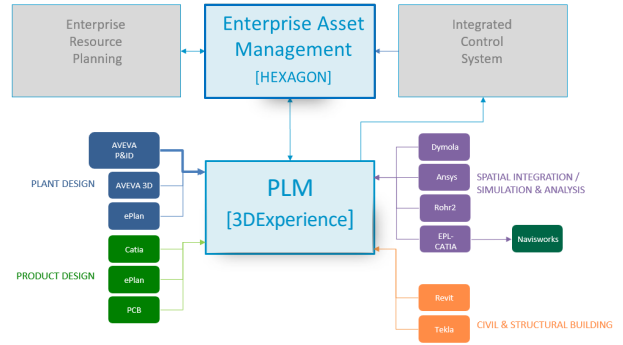 Enterprise
Resource
Planning
Enterprise Asset
Management
[HEXAGON]
Integrated
Control
System
AVEVA
P&ID
PLANT DESIGN
AVEVA 3D
ePlan
PLM
[3DExperience]
Dymola
Ansys
SPATIAL INTEGRATION /
SIMULATION & ANALYSIS
Rohr2
EPL-
CATIA
Navisworks
Catia
PRODUCT DESIGN
ePlan
PCB
Revit
CIVIL & STRUCTURAL BUILDING
Tekla